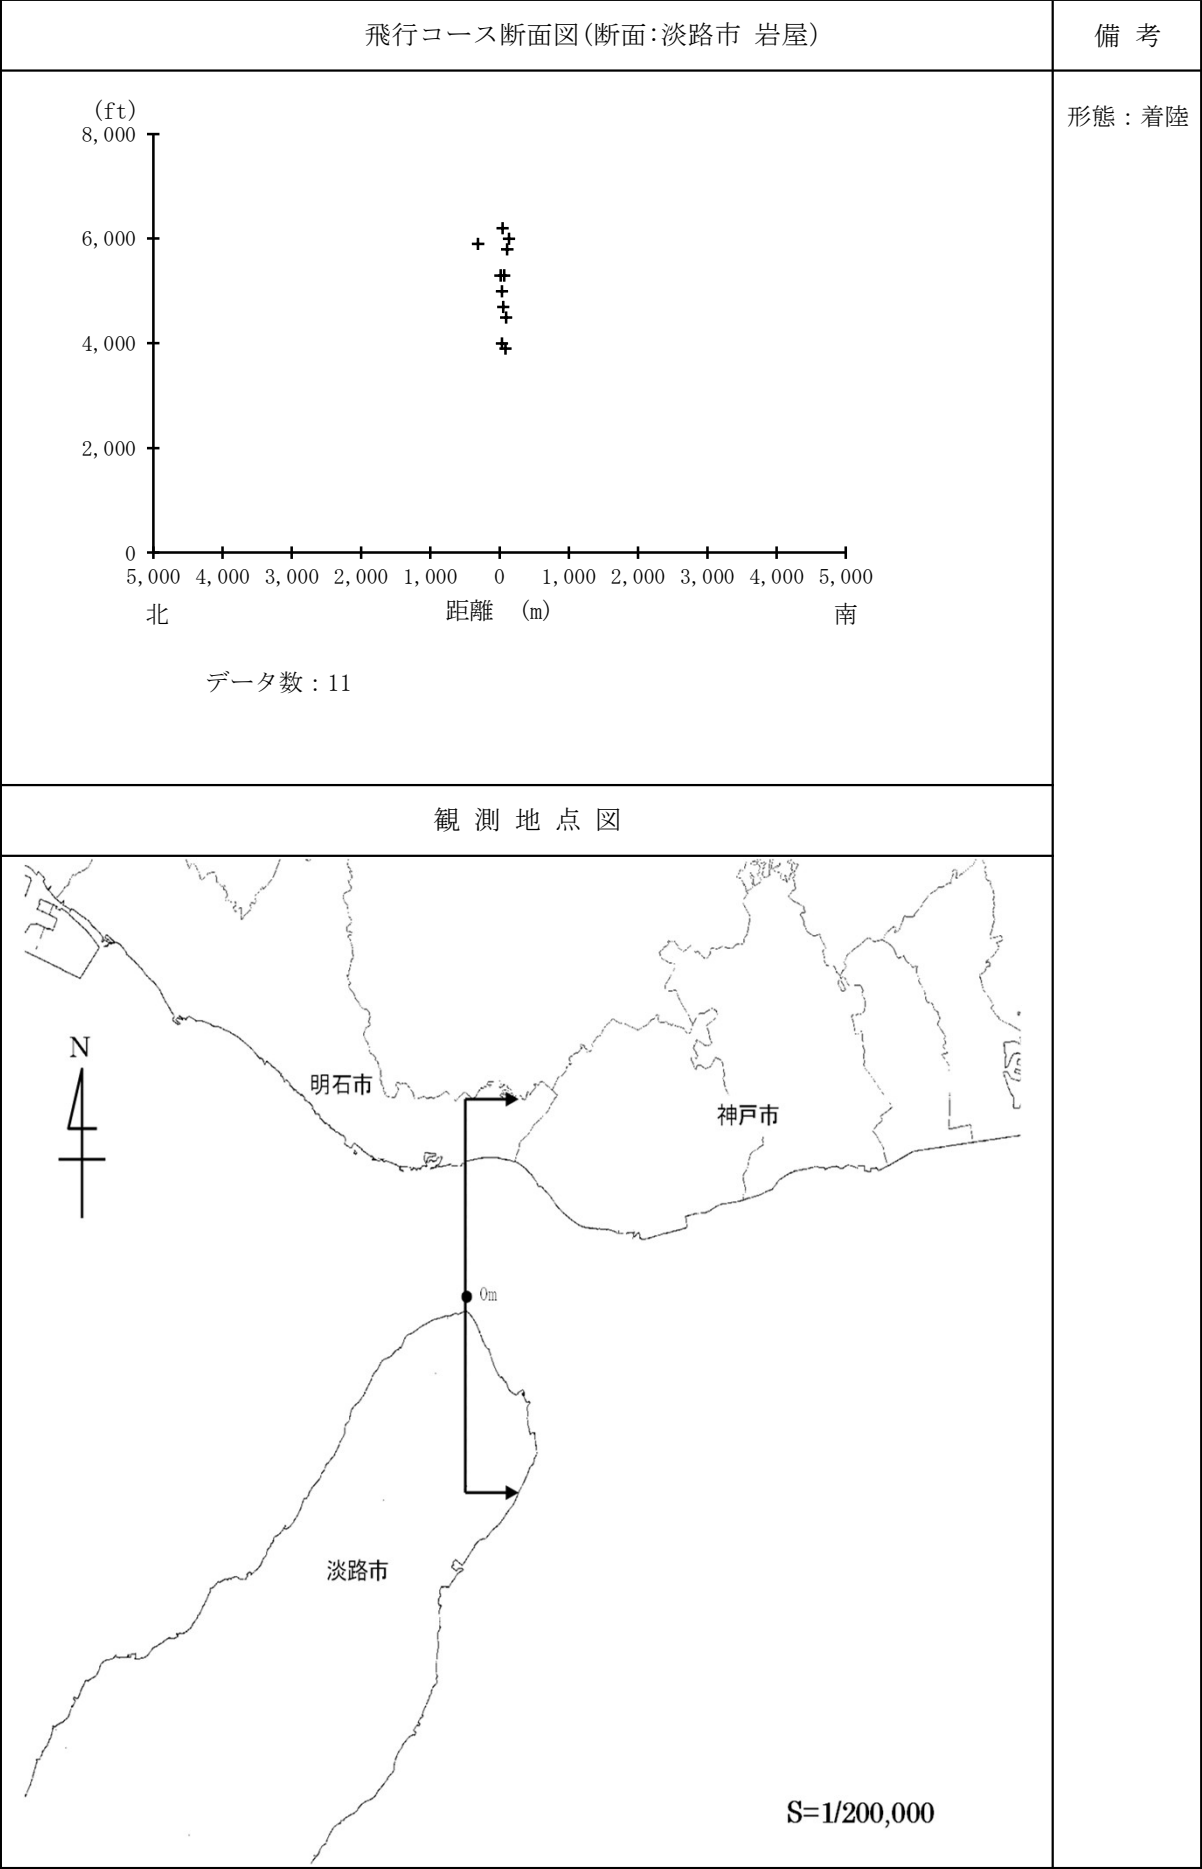 飛行コース断面図(断面:淡路市 岩屋)
備 考
形態：着陸
(ft)
8,000
6,000
4,000
2,000
0
5,000 4,000 3,000 2,000 1,000 0 1,000 2,000 3,000 4,000 5,000
北 距離 (m) 南
データ数：11
観 測 地 点 図
N
明石市
神戸市
0m
淡路市
S=1/200,000